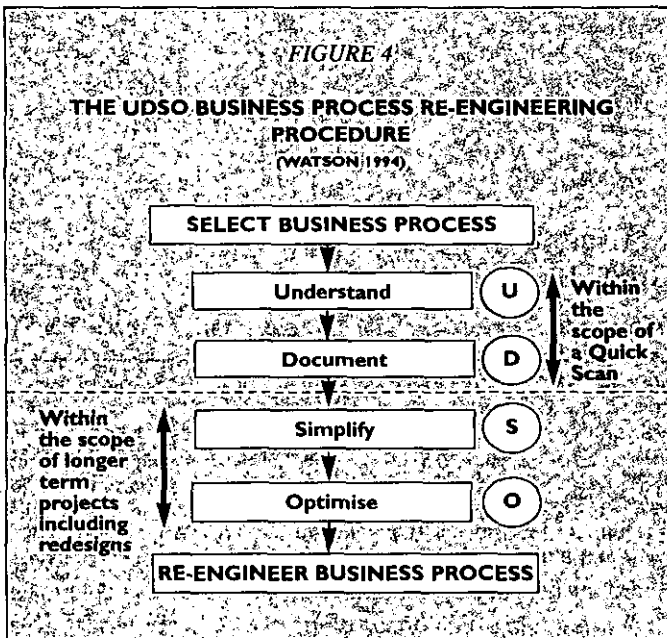 FIGURE 4
THE UDSO BUSINESS PROCESS RE-ENGINEERING
PROCEDURE
(WATSON 1994)
SELECT BUSINESS PROCESS
Understand
U
Document
D
Within
the
scope of
a Quick
Scan
Simplify
S
Optimise
O
Within
the scope
of longer
term
projects
including
redesigns
RE-ENGINEER BUSINESS PROCESS